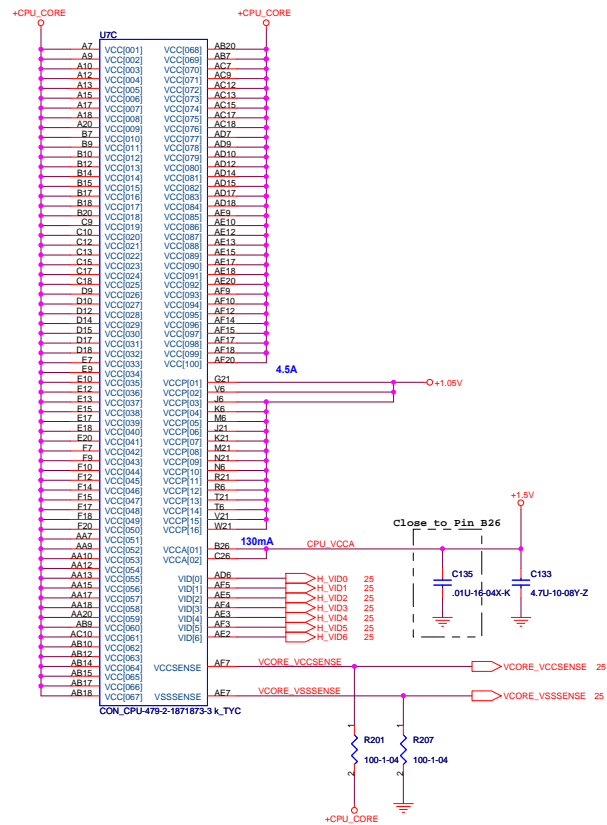 +CPU_CORE +CPU_CORE
U7C
A7 VCC[001] VCC[068] AB20
A9 VCC[002] VCC[069] AB7
A10 VCC[003] VCC[070] AC7
A12 VCC[004] VCC[071] AC9
A13 VCC[005] VCC[072] AC12
A15 VCC[006] VCC[073] AC13
A17 VCC[007] VCC[074] AC15
A18 VCC[008] VCC[075] AC17
A20 VCC[009] VCC[076] AC18
B7 VCC[010] VCC[077] AD7
B9 VCC[011] VCC[078] AD9
B10 VCC[012] VCC[079] AD10
B12 VCC[013] VCC[080] AD12
B14 VCC[014] VCC[081] AD14
B15 VCC[015] VCC[082] AD15
B17 VCC[016] VCC[083] AD17
B18 VCC[017] VCC[084] AD18
B20 VCC[018] VCC[085] AE9
C9 VCC[019] VCC[086] AE10
C10 VCC[020] VCC[087] AE12
C12 VCC[021] VCC[088] AE13
C13 VCC[022] VCC[089] AE15
C15 VCC[023] VCC[090] AE17
C17 VCC[024] VCC[091] AE18
C18 VCC[025] VCC[092] AE20
D9 VCC[026] VCC[093] AF9
D10 VCC[027] VCC[094] AF10
D12 VCC[028] VCC[095] AF12
D14 VCC[029] VCC[096] AF14
D15 VCC[030] VCC[097] AF15
D17 VCC[031] VCC[098] AF17
D18 VCC[032] VCC[099] AF18
E7 VCC[033] VCC[100] AF20
E9 VCC[034] 4.5A
E10 VCC[035] VCCP[01] G21 +1.05V
E12 VCC[036] VCCP[02] V6
E13 VCC[037] VCCP[03] J6
E15 VCC[038] VCCP[04] K6
E17 VCC[039] VCCP[05] M6
E18 VCC[040] VCCP[06] J21
E20 VCC[041] VCCP[07] K21
F7 VCC[042] VCCP[08] M21
F9 VCC[043] VCCP[09] N21
F10 VCC[044] VCCP[10] N6
F12 VCC[045] VCCP[11] R21
F14 VCC[046] VCCP[12] R6
F15 VCC[047] VCCP[13] T21
F17 VCC[048] VCCP[14] T6
F18 VCC[049] VCCP[15] V21
F20 VCC[050] VCCP[16] W21
+1.5V
Close to Pin B26
AA7 VCC[051] 130mA CPU_VCCA
AA9 VCC[052] VCCA[01] B26
AA10 VCC[053] VCCA[02] C26
AA12 VCC[054]
AA13 VCC[055] VID[0] AD6 H_VID0 25
AA15 VCC[056] VID[1] AF5 H_VID1 25
AA17 VCC[057] VID[2] AE5 H_VID2 25
AA18 VCC[058] VID[3] AF4 H_VID3 25
AA20 VCC[059] VID[4] AE3 H_VID4 25
AB9 VCC[060] VID[5] AF3 H_VID5 25
AC10 VCC[061] VID[6] AE2 H_VID6 25
C135
.01U-16-04X-K
C133
4.7U-10-08Y-Z
AB10 VCC[062]
AB12 VCC[063]
AB14 VCC[064] VCCSENSE AF7 VCORE_VCCSENSE VCORE_VCCSENSE 25
AB15 VCC[065]
AB17 VCC[066]
AB18 VCC[067] VSSSENSE AE7 VCORE_VSSSENSE VCORE_VSSSENSE 25
CON_CPU-479-2-1871873-3 k_TYC
1 1
R201 R207
100-1-04 100-1-04
2 2
+CPU_CORE